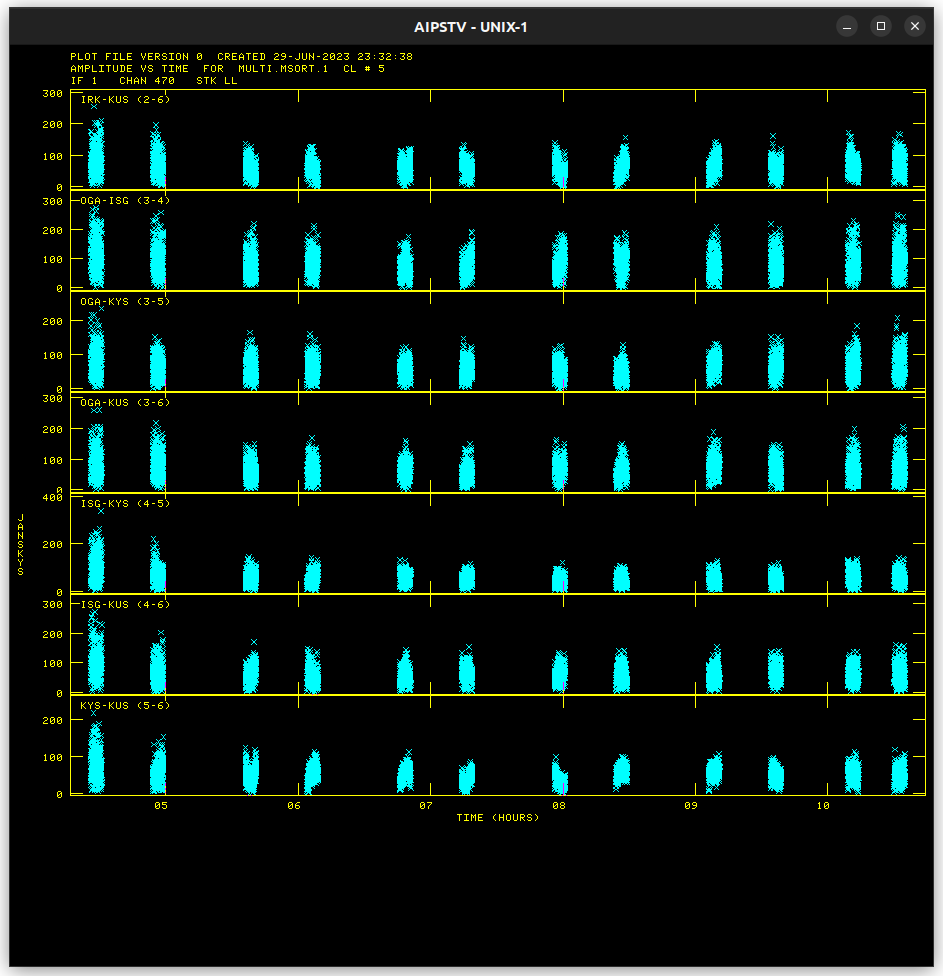 AIPSTV - UNIX-1
PLOT FILE VERSION 0 CREATED 29-JUN-2023 23:32:38
AMPLITUDE VS TIME FOR MULTI.MSORT.1 CL # 5
IF 1 CHAN 470 STK LL
300
IRK-KUS (2-6)
200
100
0
300
OGA-ISG (3-4)
200
100
0
OGA-KYS (3-5)
200
100
0
300
OGA-KUS (3-6)
200
100
0
400
ISG-KYS (4-5)
JANSKYS
200
0
300
ISG-KUS (4-6)
200
100
0
KYS-KUS (5-6)
200
100
0
05 06 07 08 09 10
TIME (HOURS)